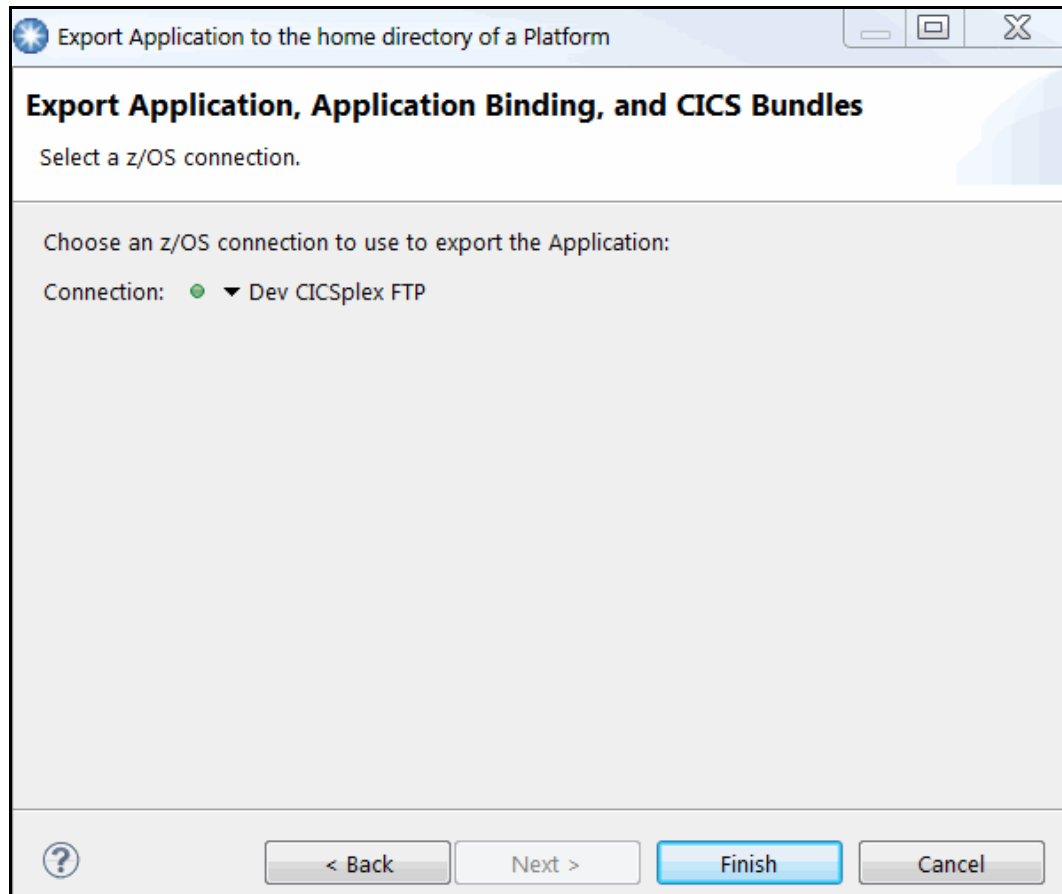 Export Application to the home directory of a Platform
Export Application, Application Binding, and CICS Bundles
Select a z/OS connection.
Choose an z/OS connection to use to export the Application:
Connection: Dev CICSplex FTP
? < Back Next > Finish Cancel